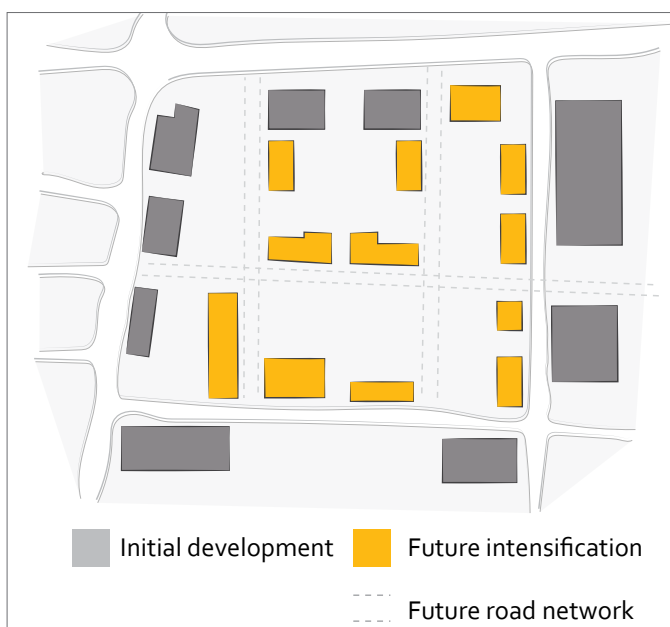 Initial development
Future intensification
Future road network